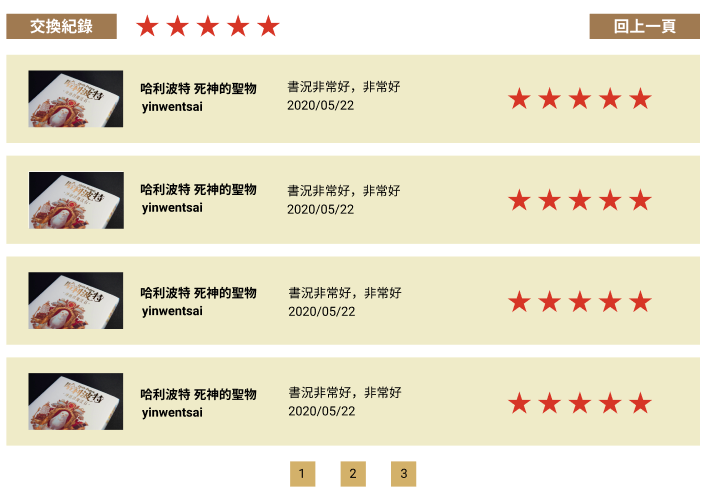 交換紀錄
回上一頁
哈利波特 死神的聖物
yinwentsai
書況非常好，非常好
2020/05/22
哈利波特 死神的聖物
yinwentsai
書況非常好，非常好
2020/05/22
哈利波特 死神的聖物
yinwentsai
書況非常好，非常好
2020/05/22
哈利波特 死神的聖物
yinwentsai
書況非常好，非常好
2020/05/22
1 2 3